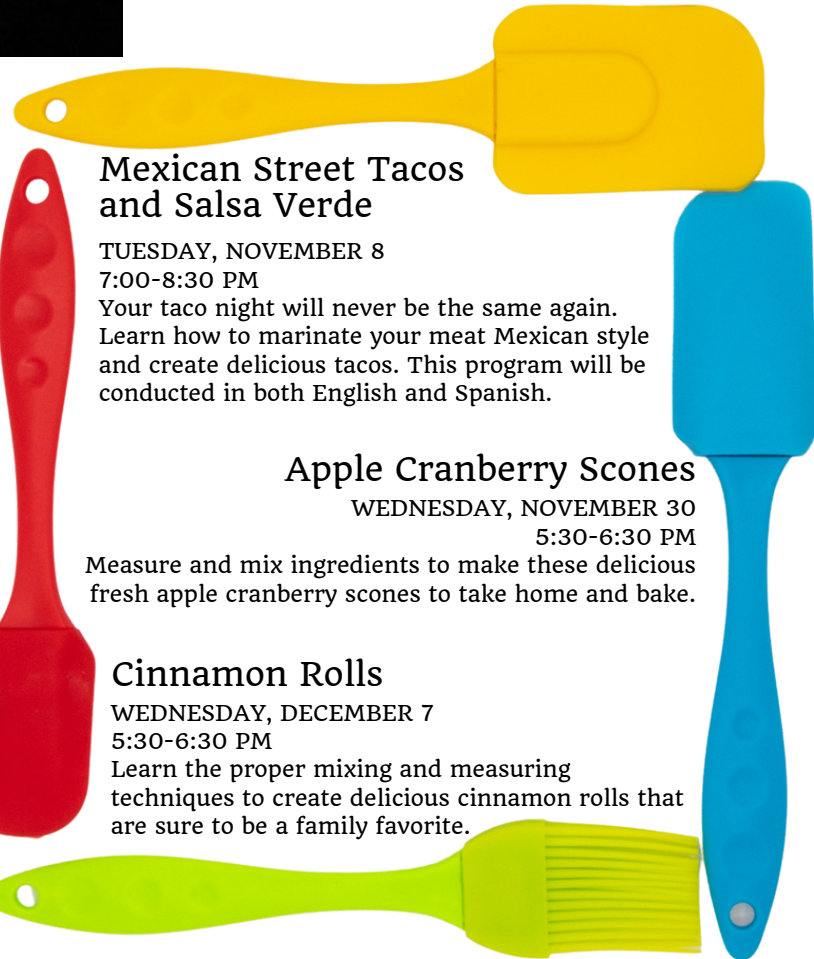 Mexican Street Tacos
and Salsa Verde
TUESDAY, NOVEMBER 8
7:00-8:30 PM
Your taco night will never be the same again.
Learn how to marinate your meat Mexican style
and create delicious tacos. This program will be
conducted in both English and Spanish.
Apple Cranberry Scones
WEDNESDAY, NOVEMBER 30
5:30-6:30 PM
Measure and mix ingredients to make these delicious
fresh apple cranberry scones to take home and bake.
Cinnamon Rolls
WEDNESDAY, DECEMBER 7
5:30-6:30 PM
Learn the proper mixing and measuring
techniques to create delicious cinnamon rolls that
are sure to be a family favorite.